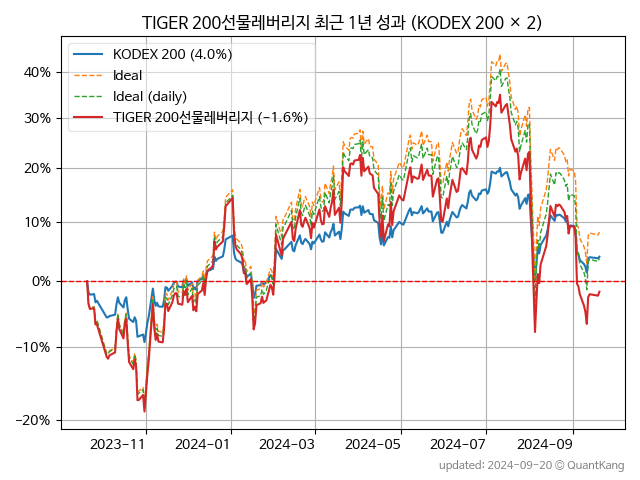 TIGER 200선물레버리지 최근 1년 성과 (KODEX 200 × 2)
KODEX 200 (4.0%)
Ideal
Ideal (daily)
TIGER 200선물레버리지 (−1.6%)
40%
30%
20%
10%
0%
−10%
−20%
2023-11
2024-01
2024-03
2024-05
2024-07
2024-09
updated: 2024-09-20 © QuantKang